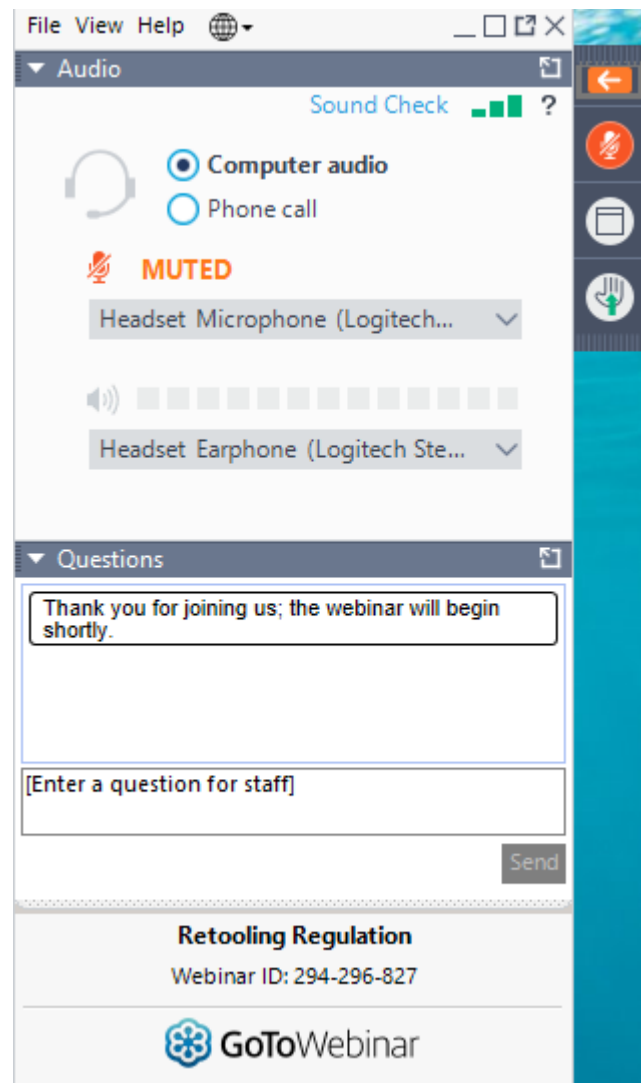 File View Help
Audio
Sound Check ?
Computer audio
Phone call
MUTED
Headset Microphone (Logitech...
Headset Earphone (Logitech Ste...
Questions
Thank you for joining us; the webinar will begin
shortly.
[Enter a question for staff]
Send
Retooling Regulation
Webinar ID: 294-296-827
GoToWebinar